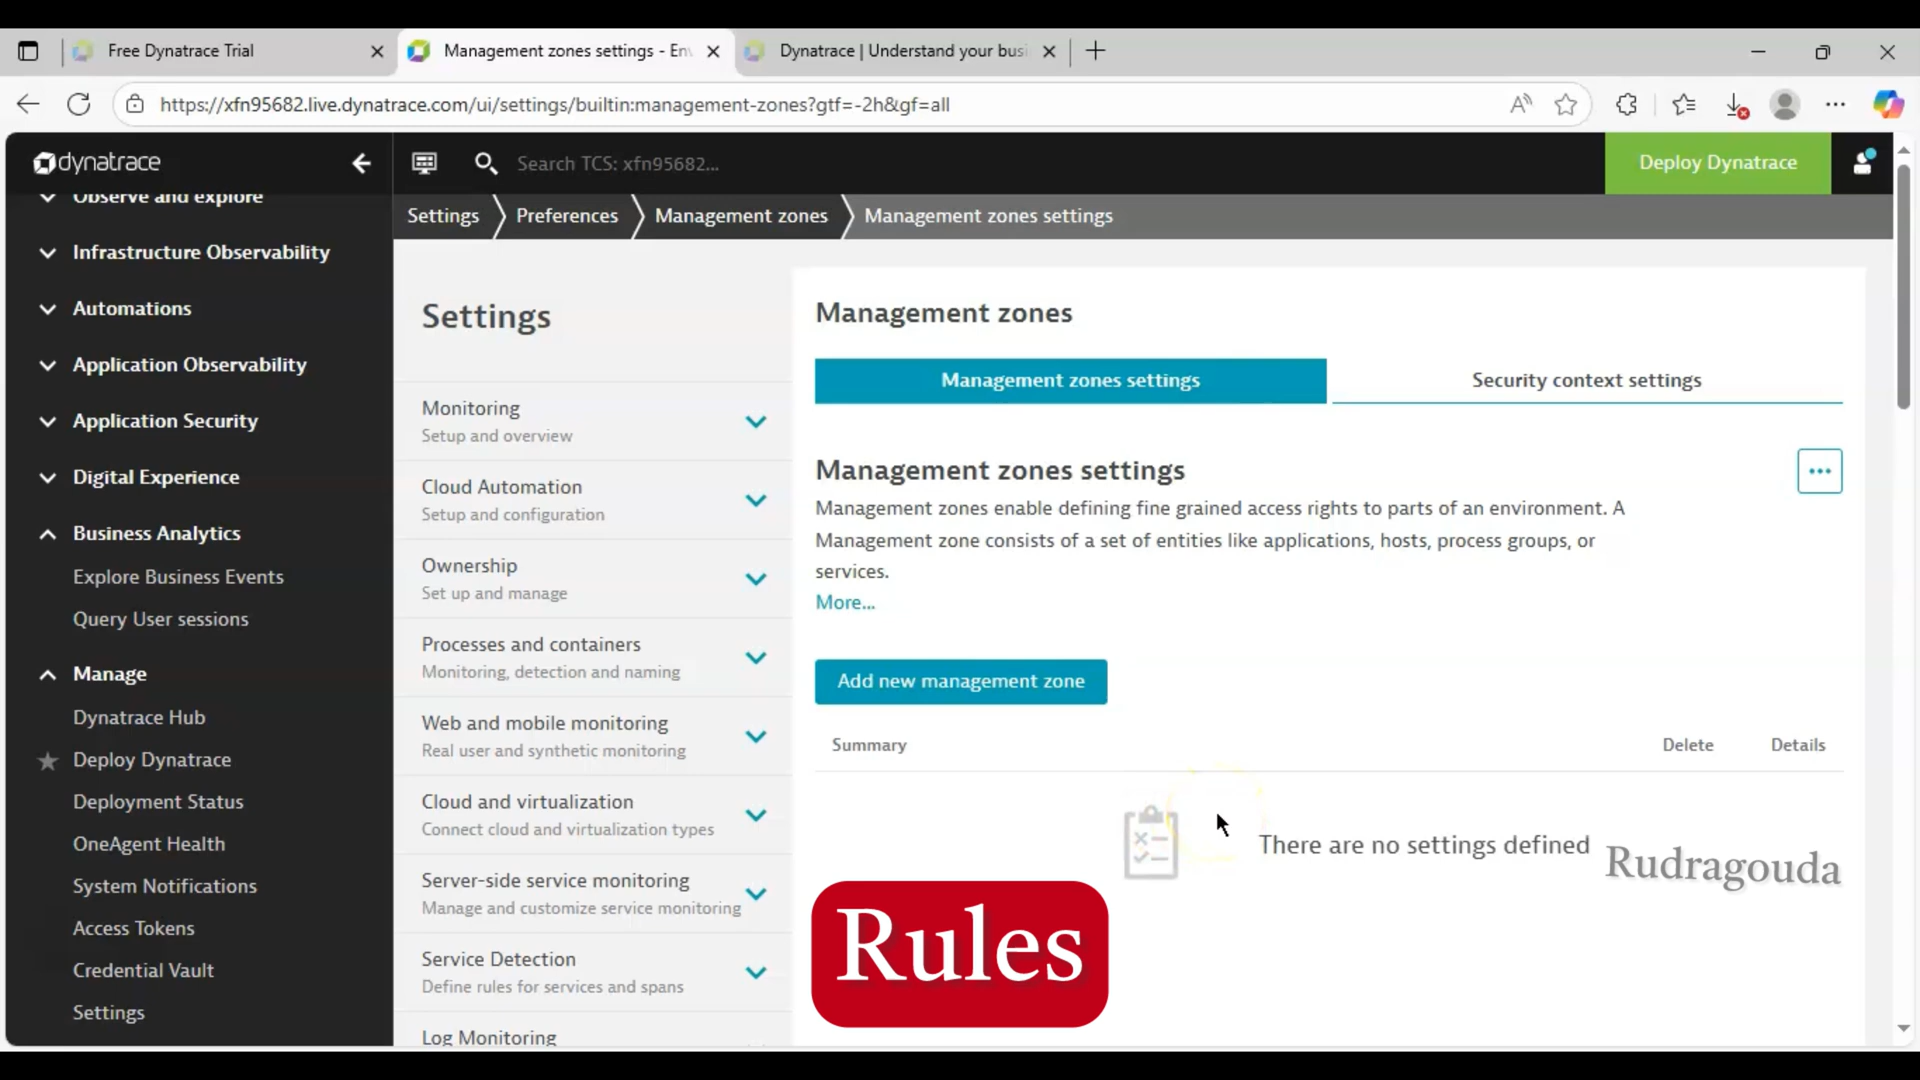 Free Dynatrace Trial
Management zones settings - En
Dynatrace | Understand your busi
https://xfn95682.live.dynatrace.com/ui/settings/builtin:management-zones?gtf=-2h&gf=all
dynatrace
Search TCS: xfn95682...
Deploy Dynatrace
Observe and explore
Infrastructure Observability
Automations
Application Observability
Application Security
Digital Experience
Business Analytics
Explore Business Events
Query User sessions
Manage
Dynatrace Hub
Deploy Dynatrace
Deployment Status
OneAgent Health
System Notifications
Access Tokens
Credential Vault
Settings
Settings
Preferences
Management zones
Management zones settings
Settings
Monitoring
Setup and overview
Cloud Automation
Setup and configuration
Ownership
Set up and manage
Processes and containers
Monitoring, detection and naming
Web and mobile monitoring
Real user and synthetic monitoring
Cloud and virtualization
Connect cloud and virtualization types
Server-side service monitoring
Manage and customize service monitoring
Service Detection
Define rules for services and spans
Log Monitoring
Management zones
Management zones settings
Security context settings
Management zones settings
Management zones enable defining fine grained access rights to parts of an environment. A
Management zone consists of a set of entities like applications, hosts, process groups, or
services.
More...
Add new management zone
Summary
Delete
Details
There are no settings defined
Rudragouda
Rules